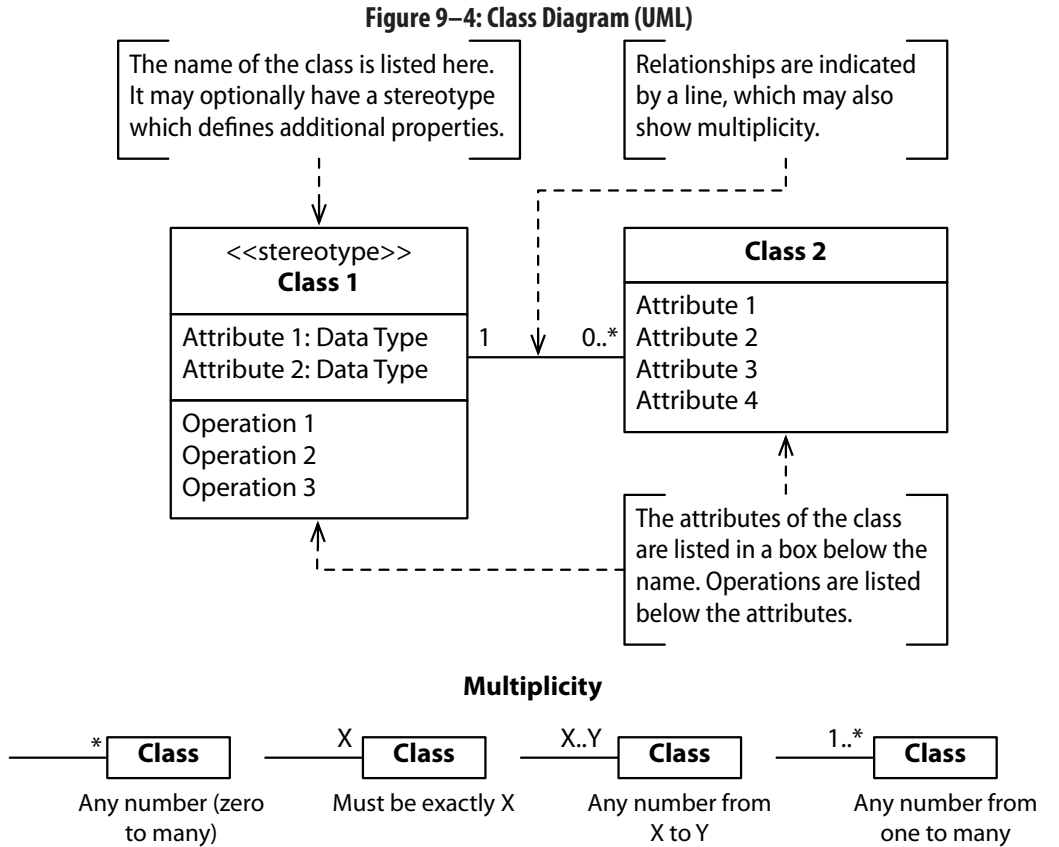 Figure 9–4: Class Diagram (UML)
The name of the class is listed here.
It may optionally have a stereotype
which defines additional properties.
Relationships are indicated
by a line, which may also
show multiplicity.
<<stereotype>>
Class 1
Attribute 1: Data Type
Attribute 2: Data Type
Operation 1
Operation 2
Operation 3
1
0..*
Class 2
Attribute 1
Attribute 2
Attribute 3
Attribute 4
The attributes of the class
are listed in a box below the
name. Operations are listed
below the attributes.
Multiplicity
*
Class
Any number (zero
to many)
X
Class
Must be exactly X
X..Y
Class
Any number from
X to Y
1..*
Class
Any number from
one to many